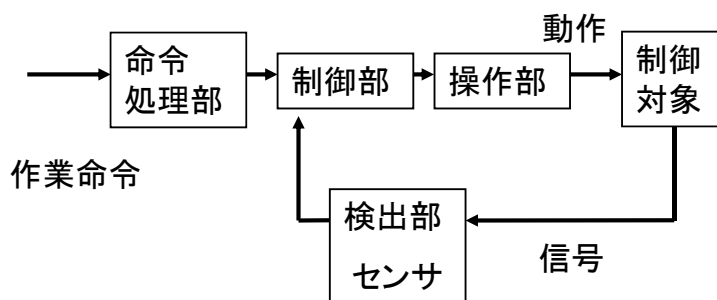 動作
命令
処理部
制御部
操作部
制御
対象
作業命令
検出部
センサ
信号